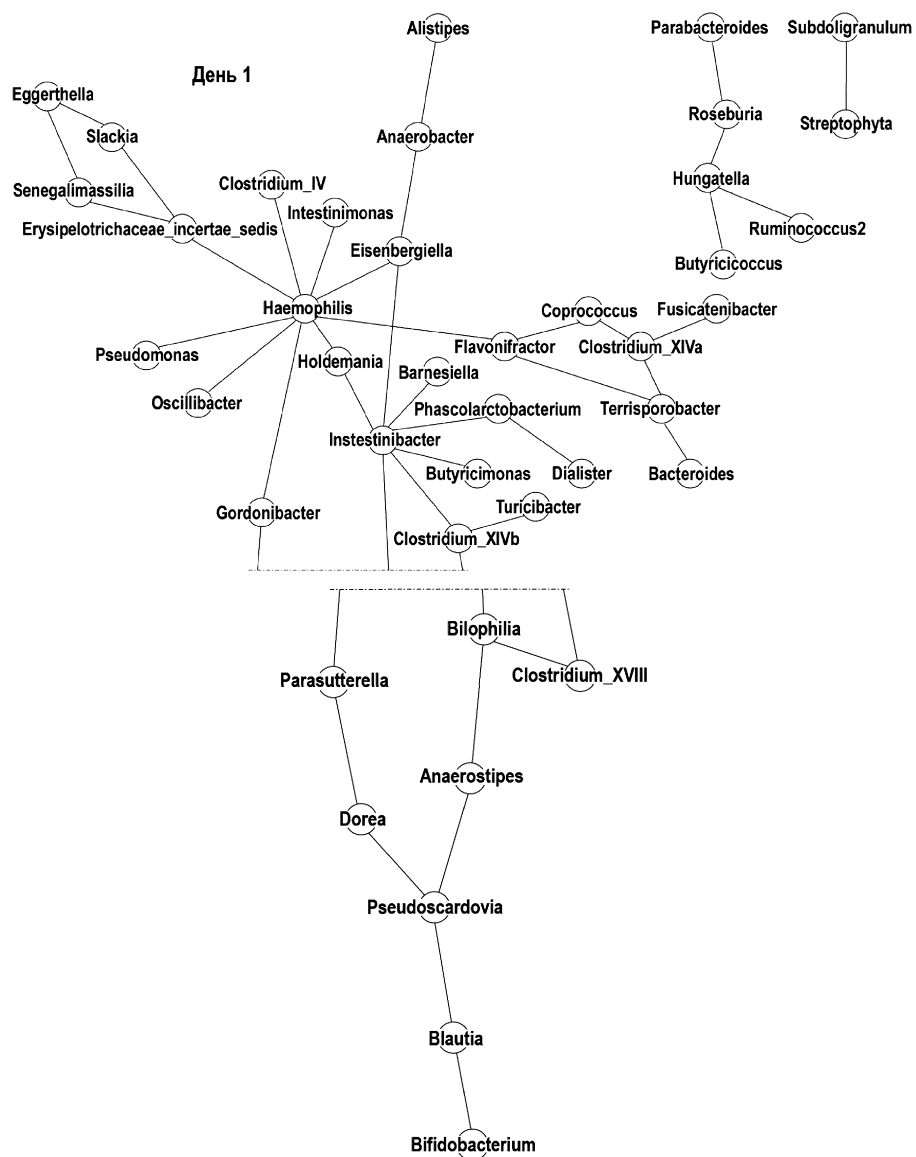 Alistipes
Parabacteroides
Subdoligranulum
День 1
Eggerthella
Slackia
Anaerobacter
Roseburia
Streptophyta
Senegalimassilia
Clostridium_IV
Hungatella
Intestinimonas
Erysipelotrichaceae_incertae_sedis
Ruminococcus2
Eisenbergiella
Butyricicoccus
Haemophilis
Coprococcus
Fusicatenibacter
Pseudomonas
Holdemania
Flavonifractor
Clostridium_XIVa
Barnesiella
Oscillibacter
Phascolarctobacterium
Terrisporobacter
Instestinibacter
Butyricimonas
Dialister
Bacteroides
Gordonibacter
Turicibacter
Clostridium_XIVb
Bilophilia
Clostridium_XVIII
Parasutterella
Anaerostipes
Dorea
Pseudoscardovia
Blautia
Bifidobacterium